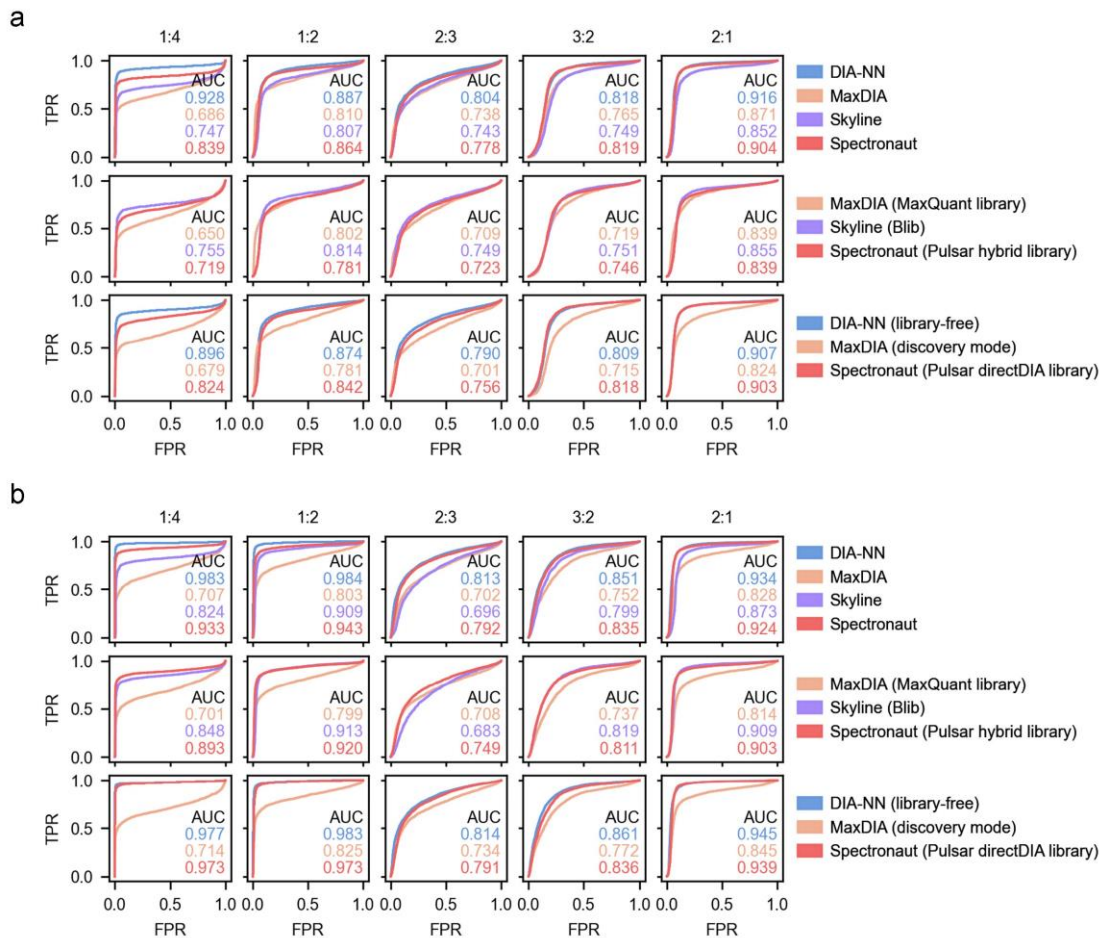 a
1:4 1:2 2:3 3:2 2:1
TPR 1.0 0.5 0.0
AUC AUC AUC AUC AUC
0.928 0.887 0.804 0.818 0.916
0.686 0.810 0.738 0.765 0.871
0.747 0.807 0.743 0.749 0.852
0.839 0.864 0.778 0.819 0.904
DIA-NN
MaxDIA
Skyline
Spectronaut
TPR 1.0 0.5 0.0
AUC AUC AUC AUC AUC
0.650 0.802 0.709 0.719 0.839
0.755 0.814 0.749 0.751 0.855
0.719 0.781 0.723 0.746 0.839
MaxDIA (MaxQuant library)
Skyline (Blib)
Spectronaut (Pulsar hybrid library)
TPR 1.0 0.5 0.0
AUC AUC AUC AUC AUC
0.896 0.874 0.790 0.809 0.907
0.679 0.781 0.701 0.715 0.824
0.824 0.842 0.756 0.818 0.903
DIA-NN (library-free)
MaxDIA (discovery mode)
Spectronaut (Pulsar directDIA library)
0.0 0.5 1.0 0.0 0.5 1.0 0.0 0.5 1.0 0.0 0.5 1.0 0.0 0.5 1.0
FPR FPR FPR FPR FPR
b
1:4 1:2 2:3 3:2 2:1
TPR 1.0 0.5 0.0
AUC AUC AUC AUC AUC
0.983 0.984 0.813 0.851 0.934
0.707 0.803 0.702 0.752 0.828
0.824 0.909 0.696 0.799 0.873
0.933 0.943 0.792 0.835 0.924
DIA-NN
MaxDIA
Skyline
Spectronaut
TPR 1.0 0.5 0.0
AUC AUC AUC AUC AUC
0.701 0.799 0.708 0.737 0.814
0.848 0.913 0.683 0.819 0.909
0.893 0.920 0.749 0.811 0.903
MaxDIA (MaxQuant library)
Skyline (Blib)
Spectronaut (Pulsar hybrid library)
TPR 1.0 0.5 0.0
AUC AUC AUC AUC AUC
0.977 0.983 0.814 0.861 0.945
0.714 0.825 0.734 0.772 0.845
0.973 0.973 0.791 0.836 0.939
DIA-NN (library-free)
MaxDIA (discovery mode)
Spectronaut (Pulsar directDIA library)
0.0 0.5 1.0 0.0 0.5 1.0 0.0 0.5 1.0 0.0 0.5 1.0 0.0 0.5 1.0
FPR FPR FPR FPR FPR